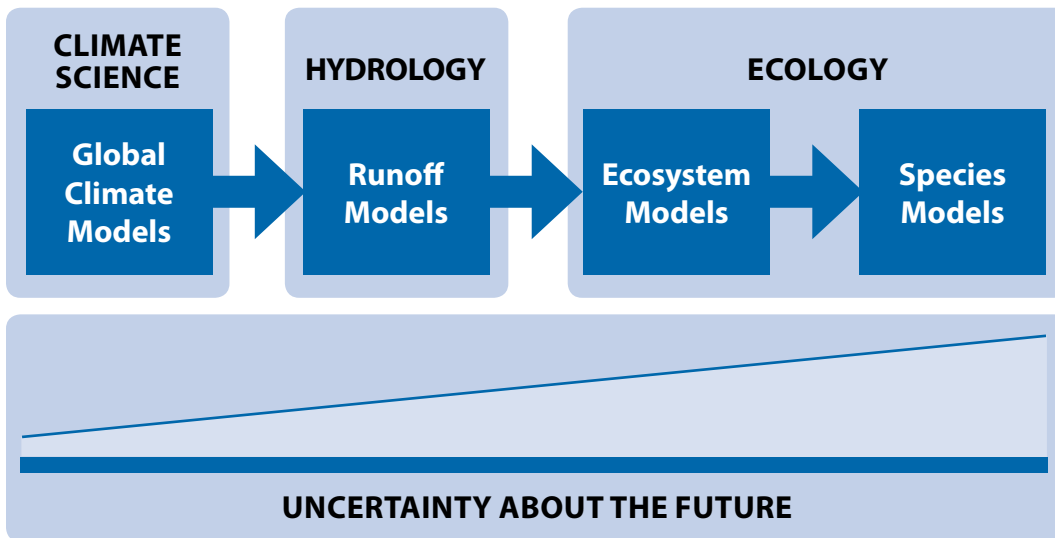 CLIMATE
SCIENCE
HYDROLOGY
ECOLOGY
Global
Climate
Models
Runoff
Models
Ecosystem
Models
Species
Models
UNCERTAINTY ABOUT THE FUTURE